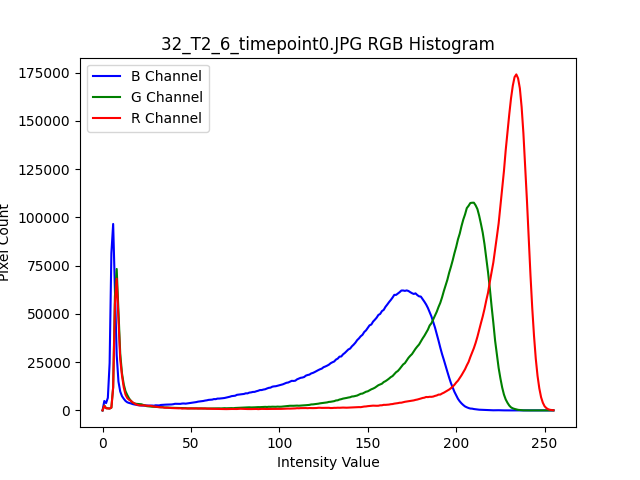 32_T2_6_timepoint0.JPG RGB Histogram
B Channel
G Channel
R Channel
175000
150000
125000
100000
75000
50000
25000
0
Pixel Count
0 50 100 150 200 250
Intensity Value